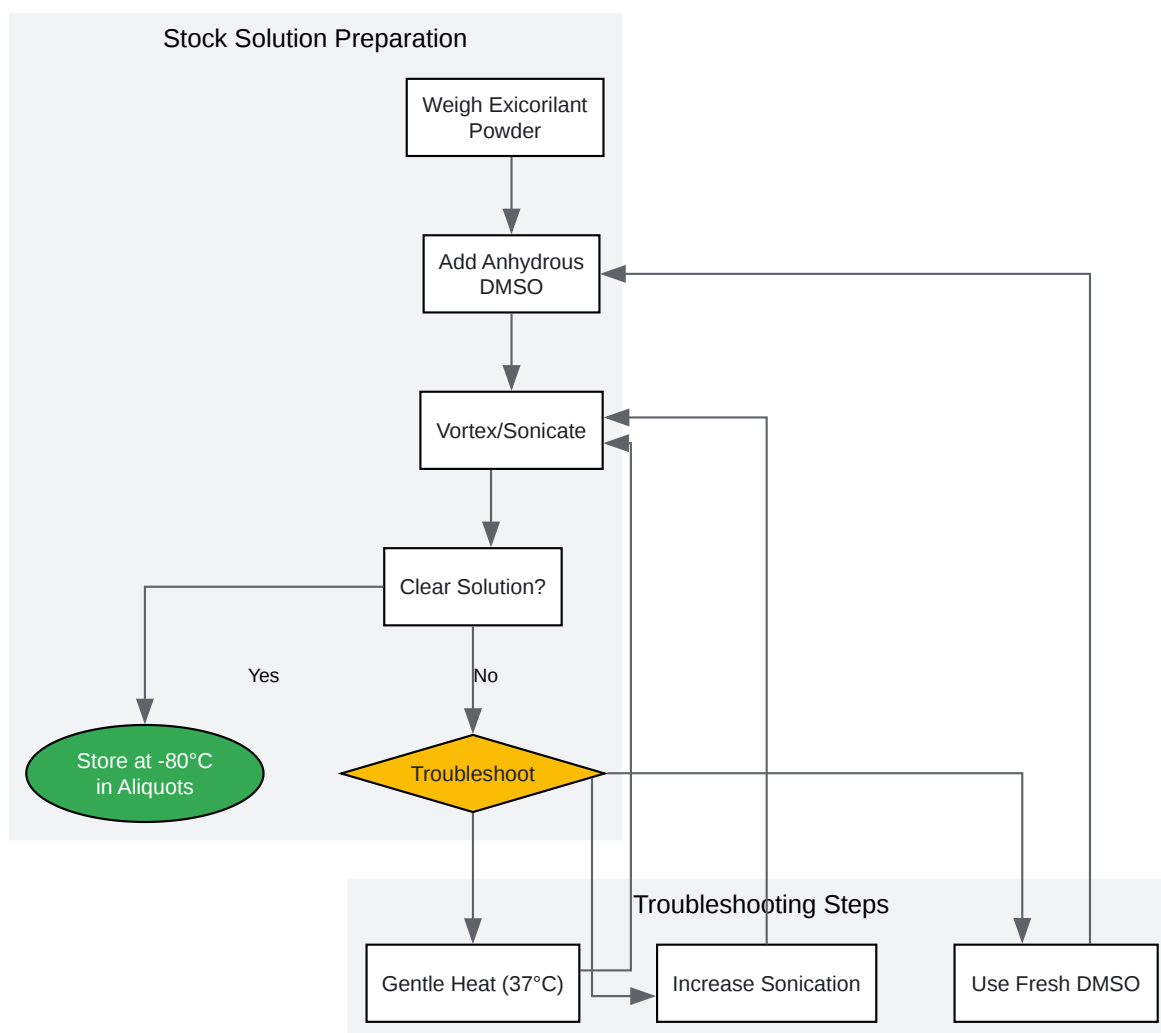 Stock Solution Preparation
Weigh Exicorilant
Powder
Add Anhydrous
DMSO
Vortex/Sonicate
Clear Solution?
Yes
No
Store at -80°C
in Aliquots
Troubleshoot
Troubleshooting Steps
Gentle Heat (37°C)
Increase Sonication
Use Fresh DMSO